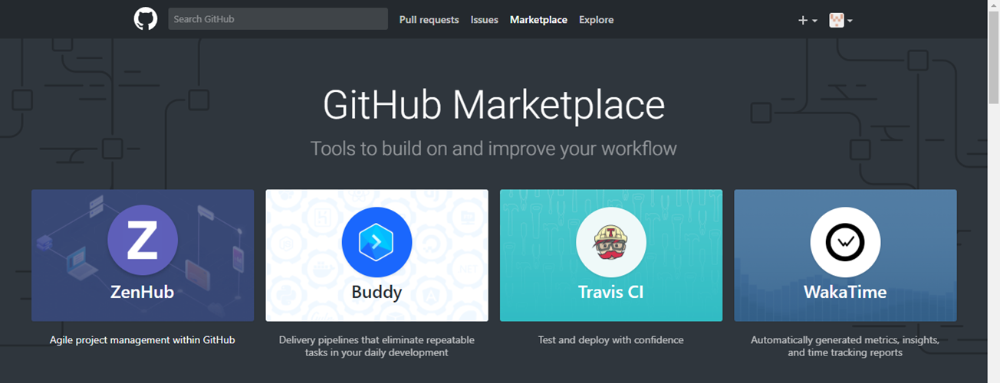 Search GitHub
Pull requests
Issues
Marketplace
Explore
GitHub Marketplace
Tools to build on and improve your workflow
Z
ZenHub
Agile project management within GitHub
Buddy
Delivery pipelines that eliminate repeatable
tasks in your daily development
T
Travis CI
Test and deploy with confidence
W
WakaTime
Automatically generated metrics, insights,
and time tracking reports